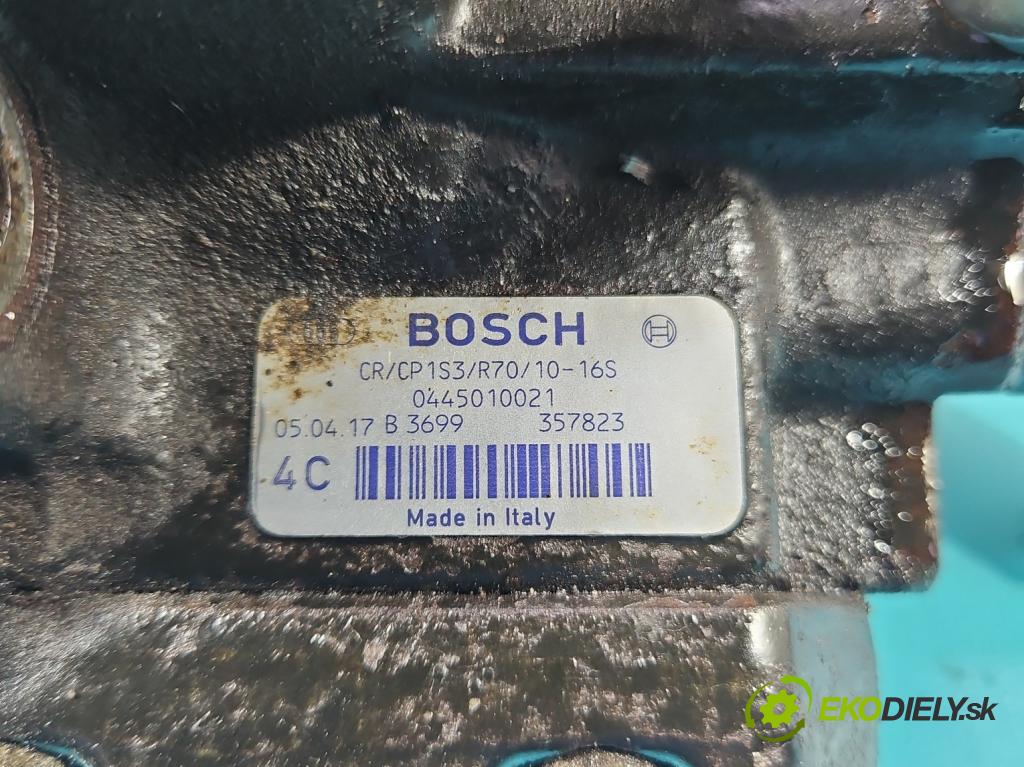 BOSCH
CR/CP1S3/R70/10-16S
0445010021
05.04.17 B 3699 357823
4C
Made in Italy
EKODIELY.sk